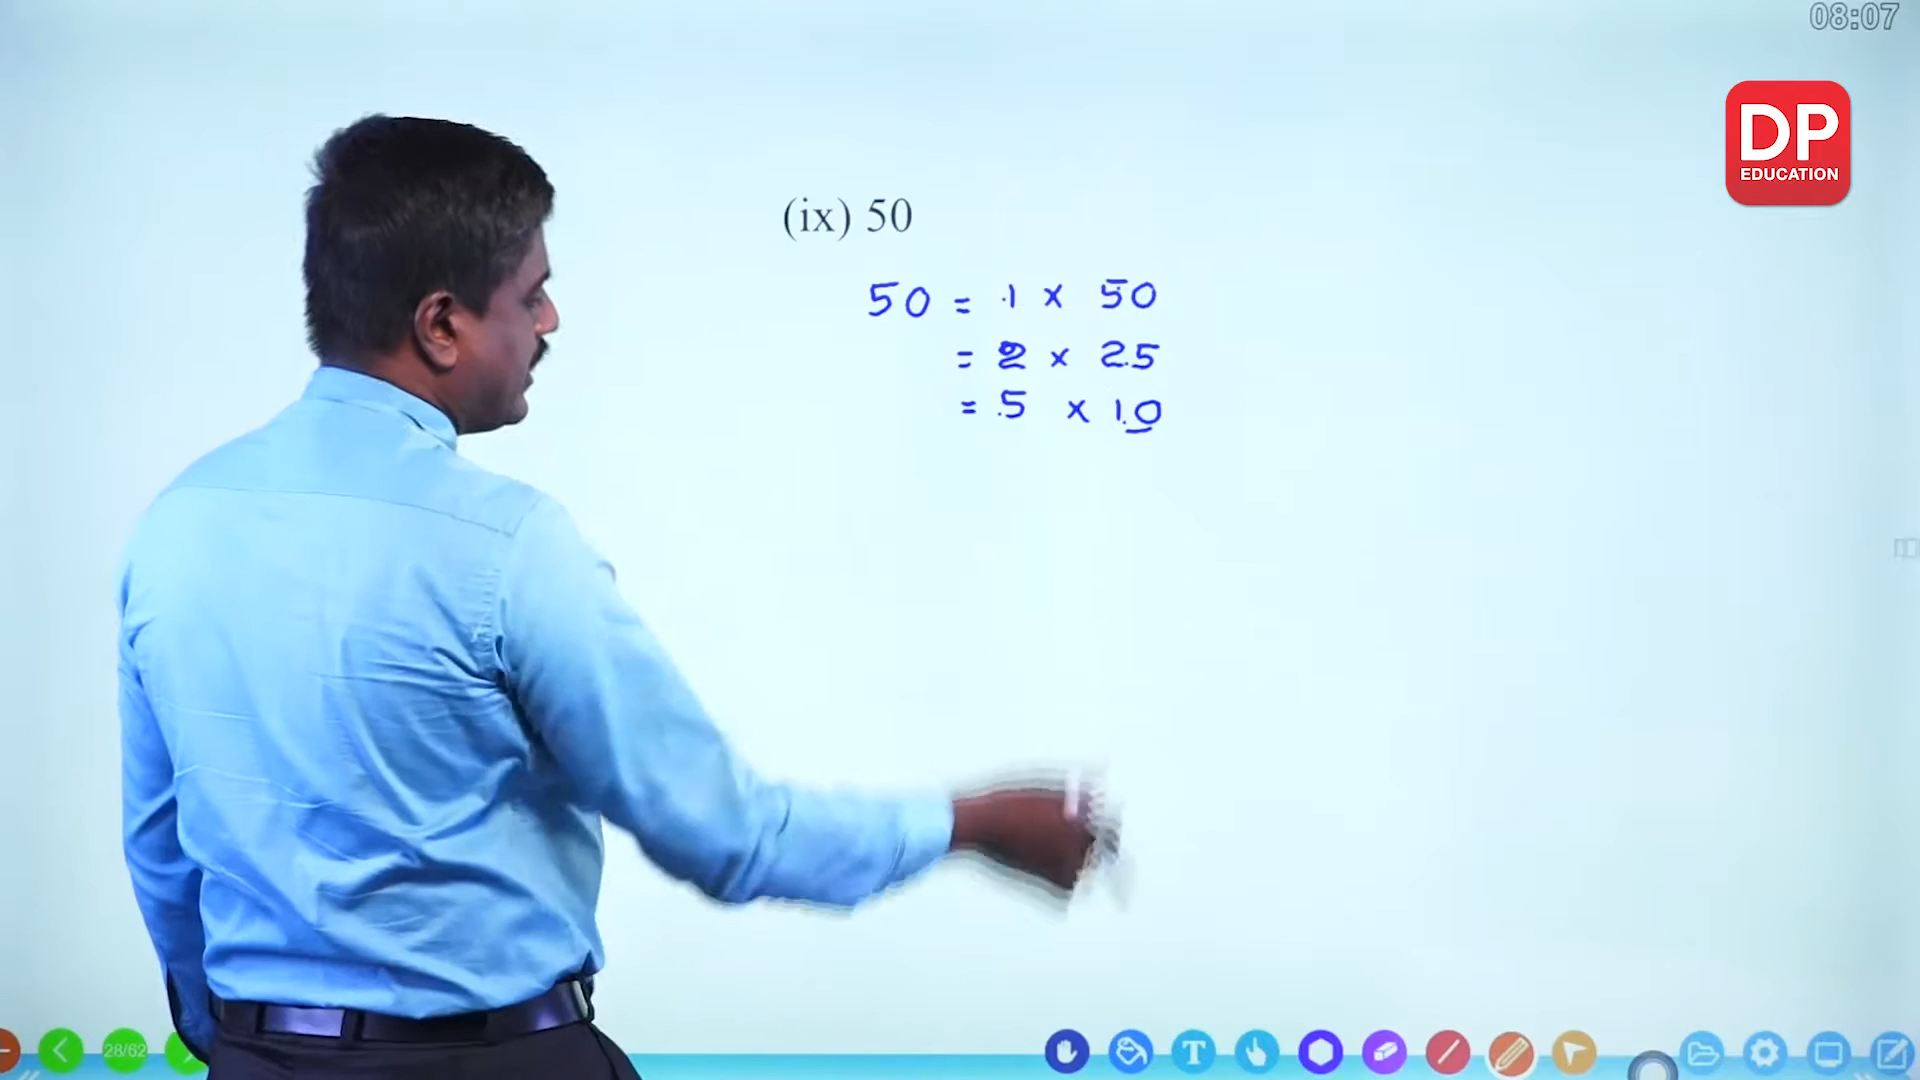 08:07
DP
EDUCATION
(ix) 50
50 = 1 x 50
= 2 x 25
= 5 x 10
28/62
T